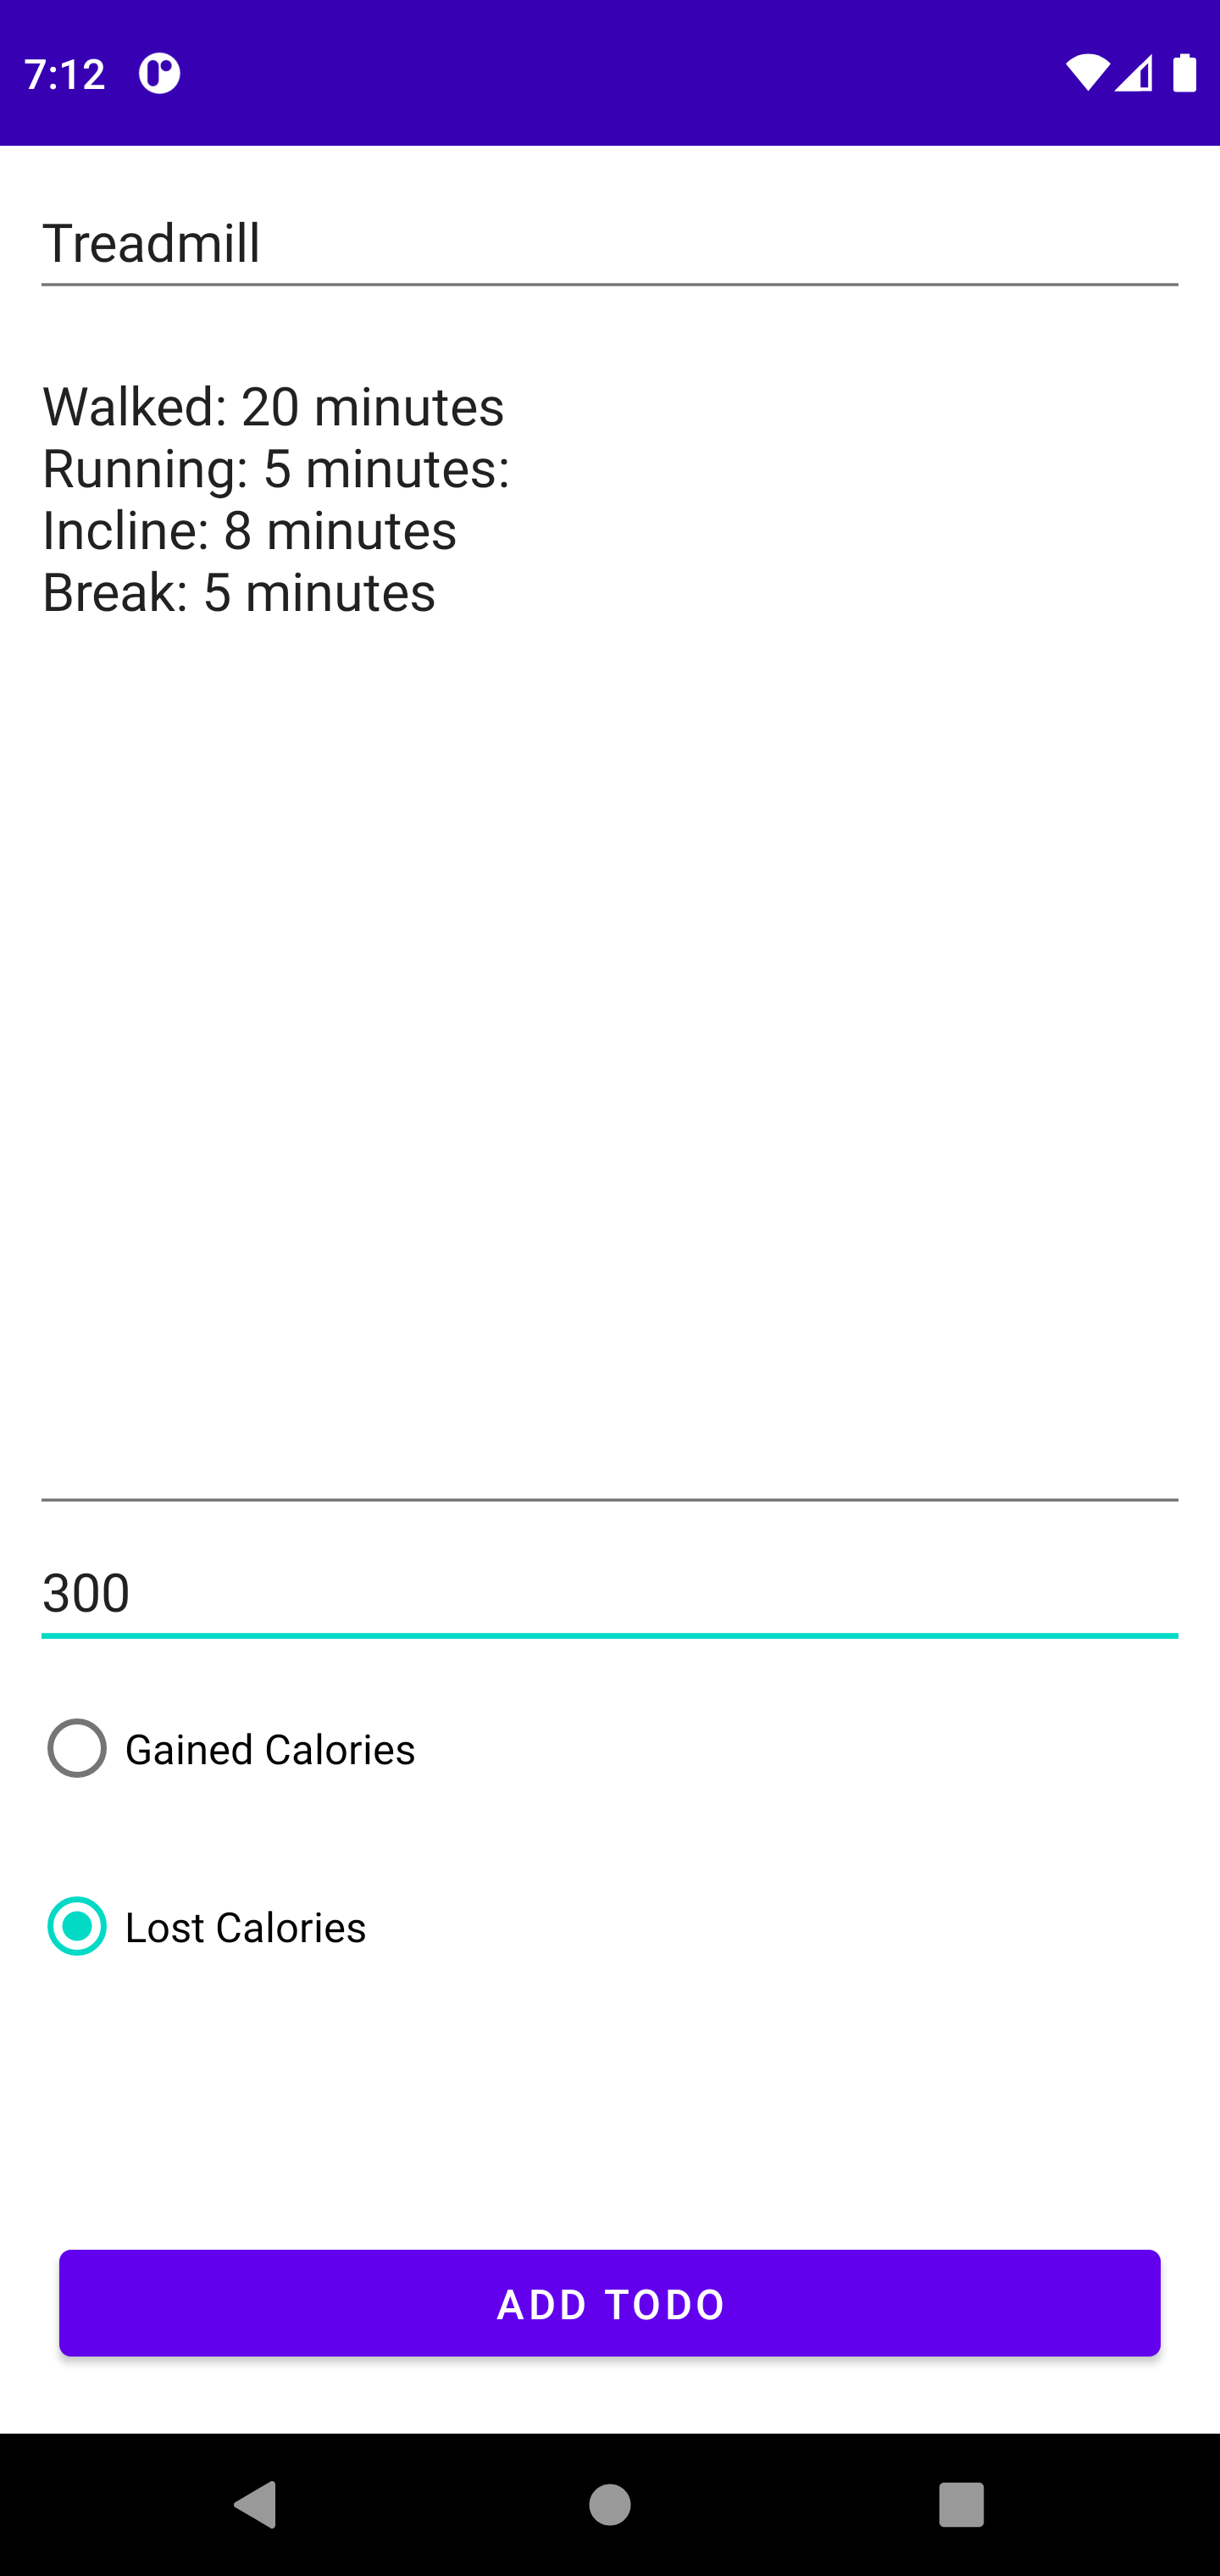 7:12
Treadmill
Walked: 20 minutes
Running: 5 minutes:
Incline: 8 minutes
Break: 5 minutes
300
Gained Calories
Lost Calories
ADD TODO